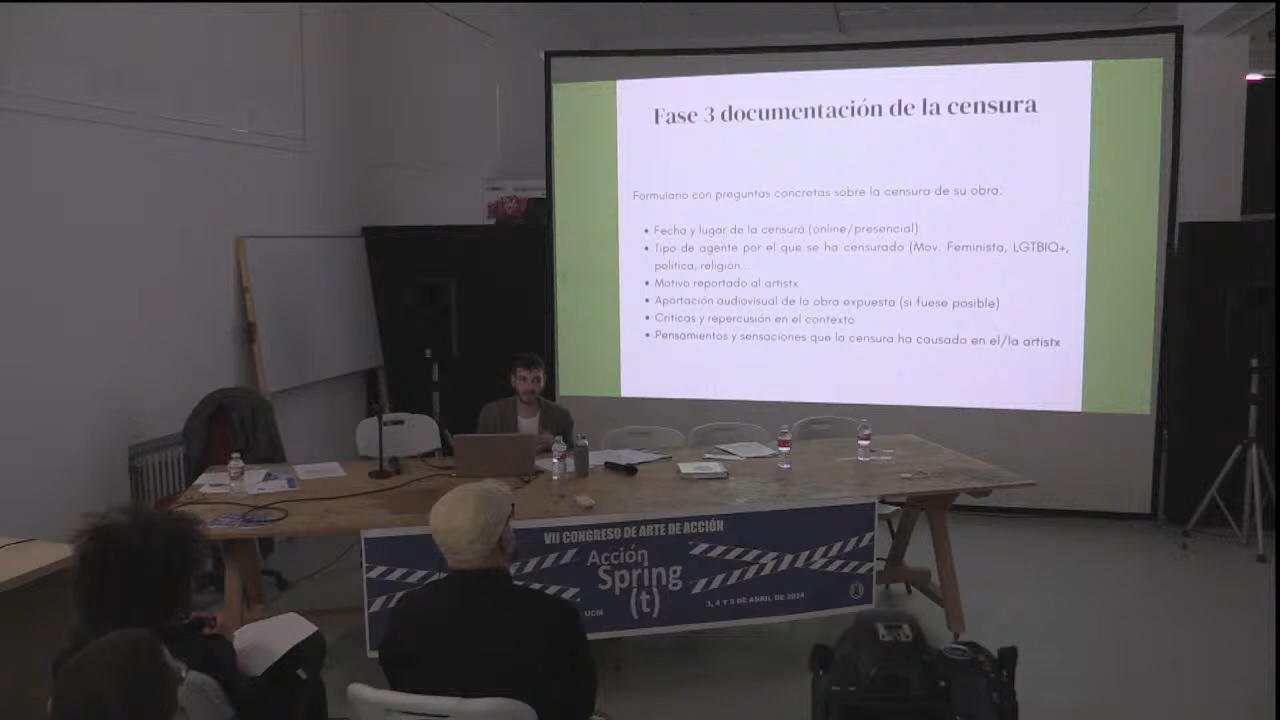 Fase 3 documentación de la censura
Formulario con preguntas concretas sobre la censura de su obra:
• Fecha y lugar de la censura (online/presencial)
• Tipo de agente por el que se ha censurado (Mov. Feminista, LGTBIQ+,
política, religión...
• Motivo reportado al artistx
• Aportación audiovisual de la obra expuesta (si fuese posible)
• Críticas y repercusión en el contexto
• Pensamientos y sensaciones que la censura ha causado en el/la artistx
VII CONGRESO DE ARTE DE ACCIÓN
Acción
Spring
(t)
UCM
3, 4 Y 5 DE ABRIL DE 2024